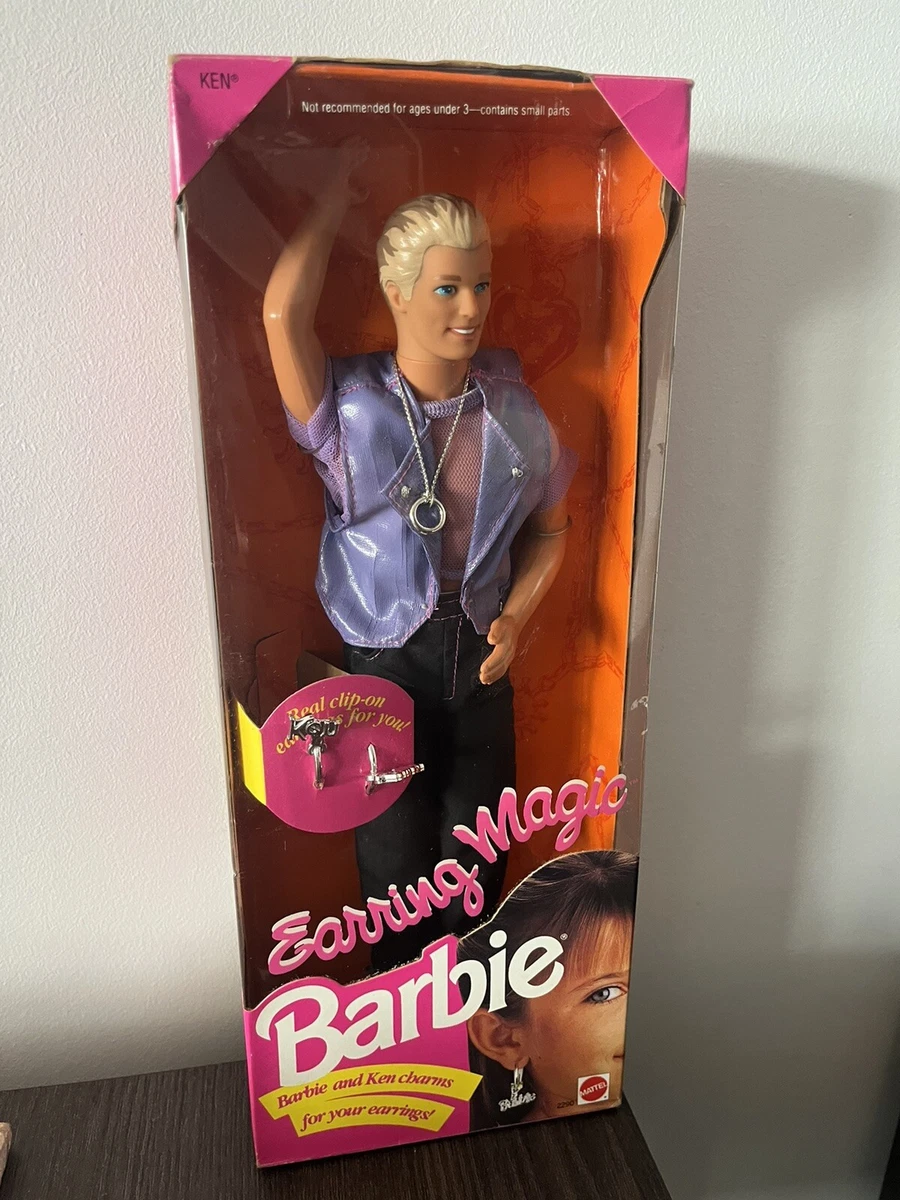 KEN®
Not recommended for ages under 3—contains small parts.
Real clip-on
for you!
Ken
Earring Magic
Barbie®
Barbie and Ken charms
for your earrings!
Barbie
MATTEL